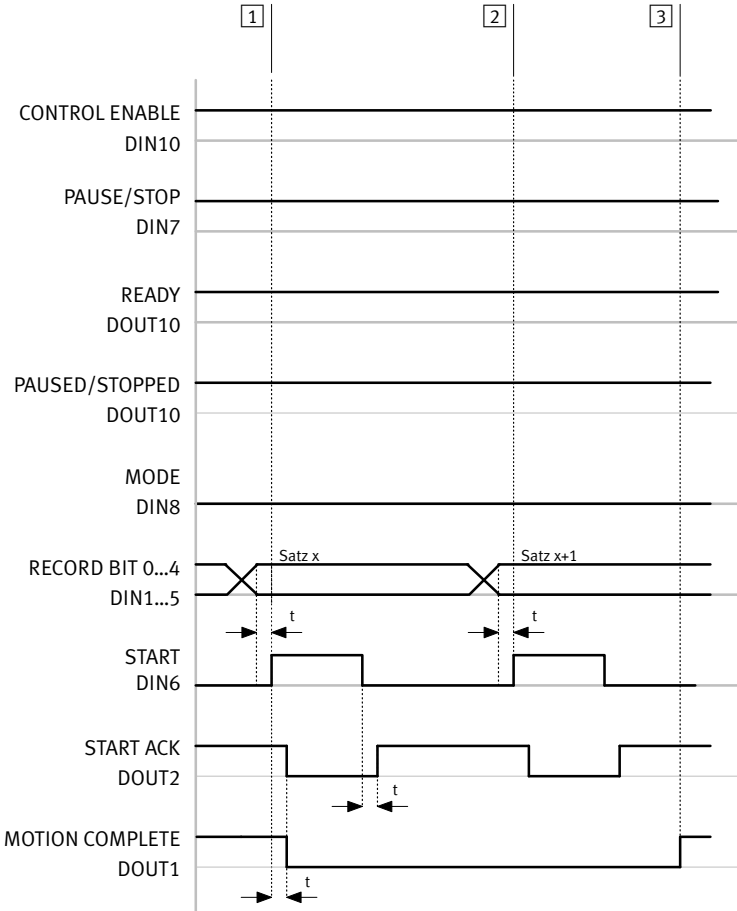 1 2 3
CONTROL ENABLE
DIN10
PAUSE/STOP
DIN7
READY
DOUT10
PAUSED/STOPPED
DOUT10
MODE
DIN8
RECORD BIT 0...4 Satz x Satz x+1
DIN1...5
t t
START
DIN6
START ACK
DOUT2
t
MOTION COMPLETE
DOUT1
t